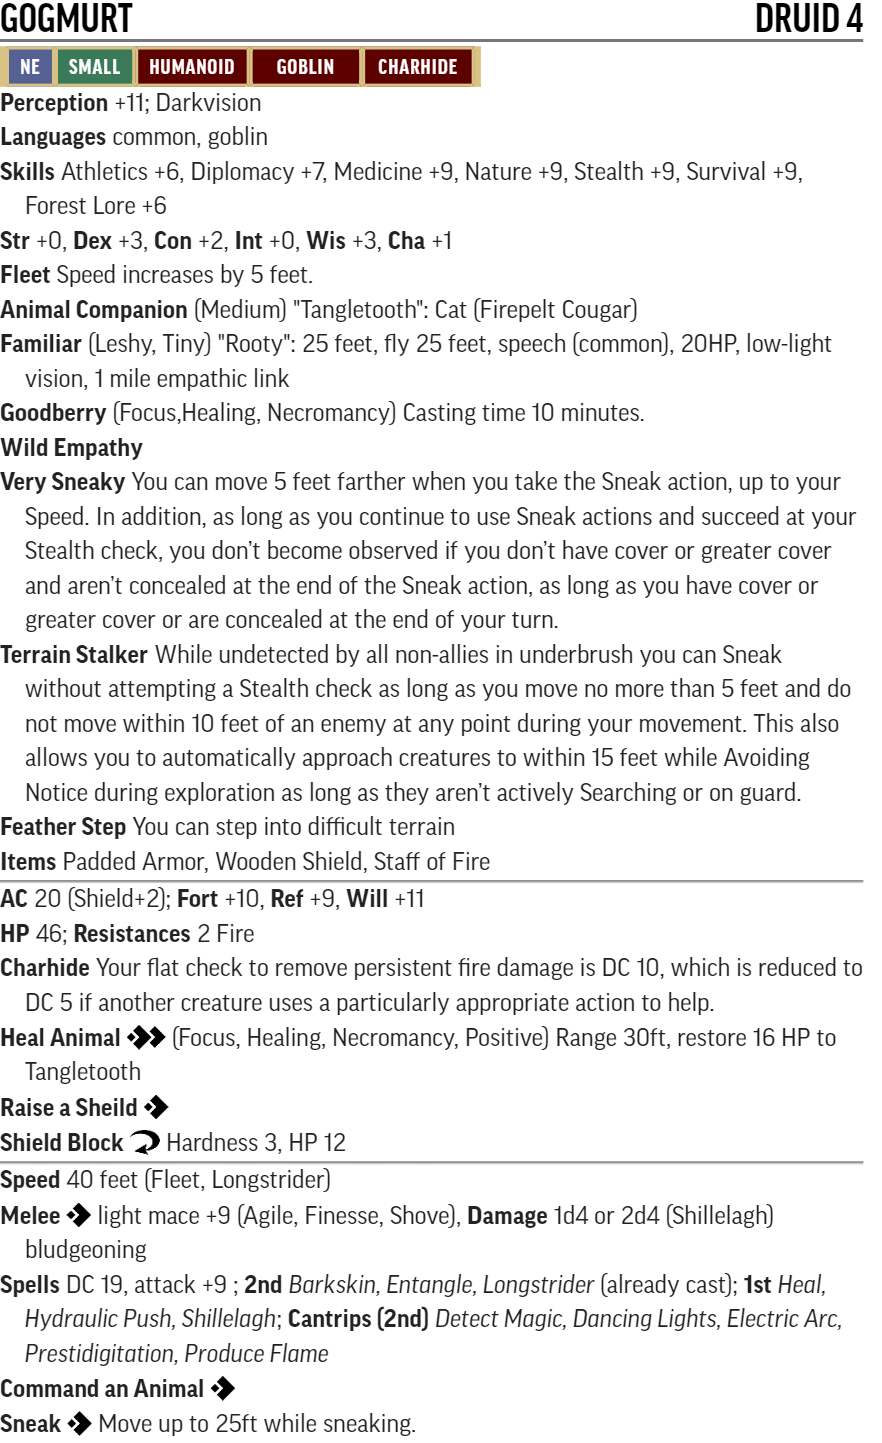 GOGMURT DRUID 4
NE SMALL HUMANOID GOBLIN CHARHIDE
Perception +11; Darkvision
Languages common, goblin
Skills Athletics +6, Diplomacy +7, Medicine +9, Nature +9, Stealth +9, Survival +9,
Forest Lore +6
Str +0, Dex +3, Con +2, Int +0, Wis +3, Cha +1
Fleet Speed increases by 5 feet.
Animal Companion (Medium) "Tangletooth": Cat (Firepelt Cougar)
Familiar (Leshy, Tiny) "Rooty": 25 feet, fly 25 feet, speech (common), 20HP, low-light
vision, 1 mile empathic link
Goodberry (Focus,Healing, Necromancy) Casting time 10 minutes.
Wild Empathy
Very Sneaky You can move 5 feet farther when you take the Sneak action, up to your
Speed. In addition, as long as you continue to use Sneak actions and succeed at your
Stealth check, you don't become observed if you don't have cover or greater cover
and aren't concealed at the end of the Sneak action, as long as you have cover or
greater cover or are concealed at the end of your turn.
Terrain Stalker While undetected by all non-allies in underbrush you can Sneak
without attempting a Stealth check as long as you move no more than 5 feet and do
not move within 10 feet of an enemy at any point during your movement. This also
allows you to automatically approach creatures to within 15 feet while Avoiding
Notice during exploration as long as they aren't actively Searching or on guard.
Feather Step You can step into difficult terrain
Items Padded Armor, Wooden Shield, Staff of Fire
AC 20 (Shield+2); Fort +10, Ref +9, Will +11
HP 46; Resistances 2 Fire
Charhide Your flat check to remove persistent fire damage is DC 10, which is reduced to
DC 5 if another creature uses a particularly appropriate action to help.
Heal Animal (Focus, Healing, Necromancy, Positive) Range 30ft, restore 16 HP to
Tangletooth
Raise a Sheild
Shield Block Hardness 3, HP 12
Speed 40 feet (Fleet, Longstrider)
Melee light mace +9 (Agile, Finesse, Shove), Damage 1d4 or 2d4 (Shillelagh)
bludgeoning
Spells DC 19, attack +9 ; 2nd Barkskin, Entangle, Longstrider (already cast); 1st Heal,
Hydraulic Push, Shillelagh; Cantrips (2nd) Detect Magic, Dancing Lights, Electric Arc,
Prestidigitation, Produce Flame
Command an Animal
Sneak Move up to 25ft while sneaking.